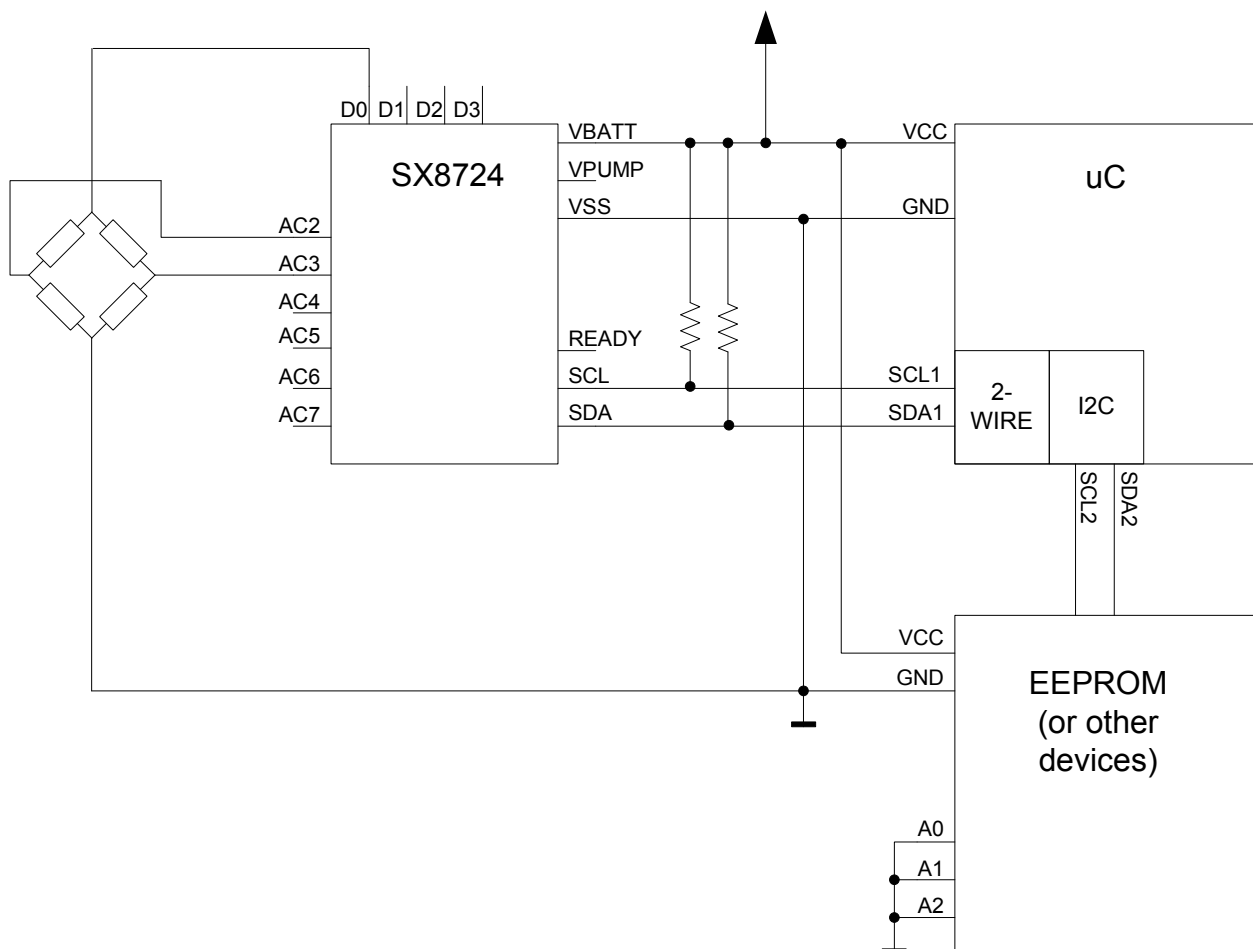 D0 D1 D2 D3
SX8724
VBATT
VPUMP
VSS
AC2
AC3
AC4
AC5
AC6
AC7
READY
SCL
SDA
VCC
GND
uC
SCL1
SDA1
2-
WIRE
I2C
SCL2
SDA2
VCC
GND
EEPROM
(or other
devices)
A0
A1
A2